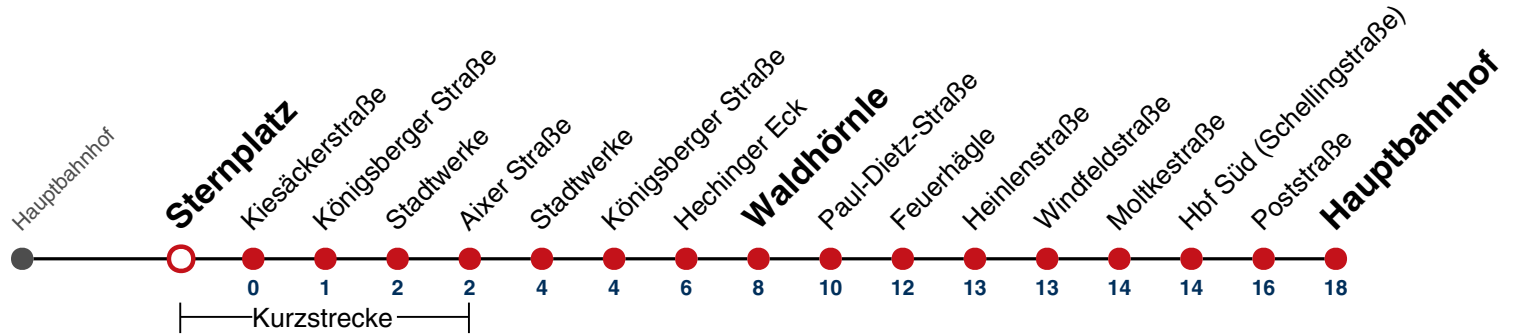 Hauptbahnhof
Sternplatz
Kiesäckerstraße
Königsberger Straße
Stadtwerke
Aixer Straße
Stadtwerke
Königsberger Straße
Hechinger Eck
Waldhörnle
Paul-Dietz-Straße
Feuerhägle
Heinlenstraße
Windfeldstraße
Moltkestraße
Hbf Süd (Schellingstraße)
Poststraße
Hauptbahnhof
0 1 2 2 4 4 6 8 10 12 13 13 14 14 16 18
Kurzstrecke